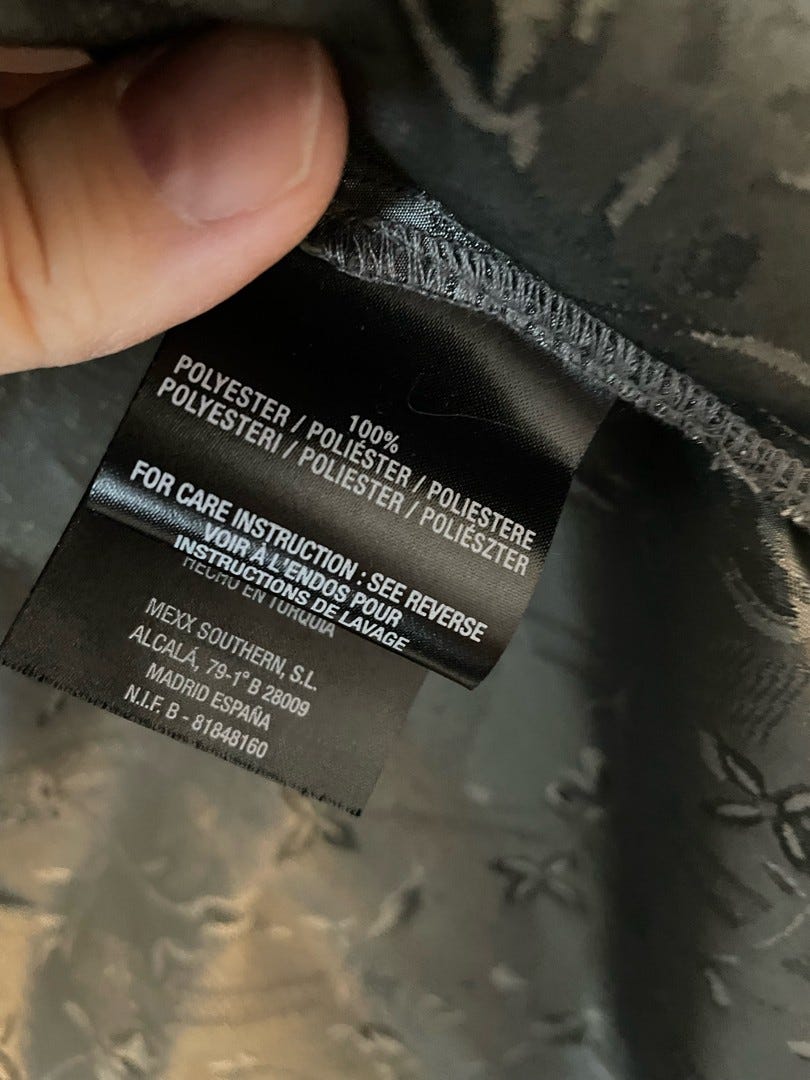 100%
POLYESTER / POLIÉSTER / POLIESTERE
POLYESTERI / POLIESTER / POLIÉSZTER
FOR CARE INSTRUCTION : SEE REVERSE
VOIR À L'ENDOS POUR
INSTRUCTIONS DE LAVAGE
HECHO EN TURQUIA
MEXX SOUTHERN, S.L.
ALCALÁ, 79-1° B 28009
MADRID ESPAÑA
N.I.F. B - 81848160